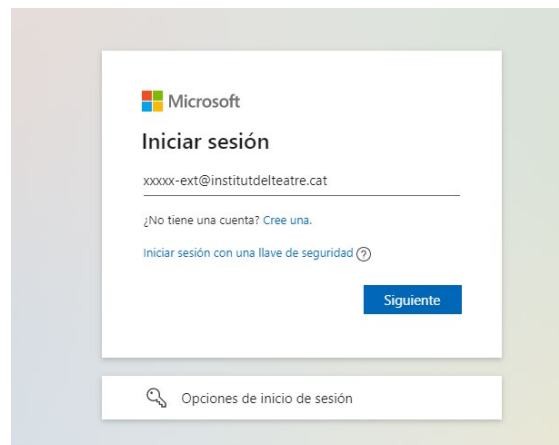 Microsoft
Iniciar sesión
xxxxx-ext@institutdelteatre.cat
¿No tiene una cuenta? Cree una.
Iniciar sesión con una llave de seguridad ?
Siguiente
Opciones de inicio de sesión